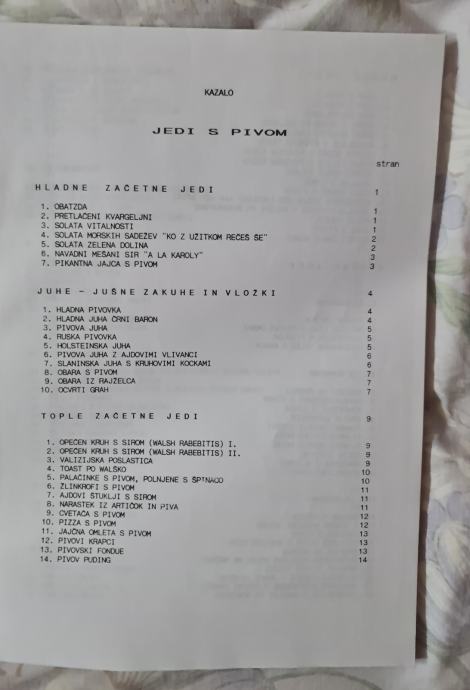 KAZALO
JEDI S PIVOM
stran
HLADNE ZAČETNE JEDI 1
1. OBATZDA 1
2. PRETLAČENI KVARGELJNI 1
3. SOLATA VITALNOSTI 1
4. SOLATA MORSKIH SADEŽEV "KO Z UŽITKOM REČEŠ ŠE" 2
5. SOLATA ZELENA DOLINA 2
6. NAVADNI MEŠANI SIR "A LA KAROLY" 3
7. PIKANTNA JAJCA S PIVOM 3
JUHE - JUŠNE ZAKUHE IN VLOŽKI 4
1. HLADNA PIVOVKA 4
2. HLADNA JUHA ČRNI BARON 4
3. PIVOVA JUHA 5
4. RUSKA PIVOVKA 5
5. HOLSTEINSKA JUHA 5
6. PIVOVA JUHA Z AJDOVIMI VLIVANCI 6
7. SLANINSKA JUHA S KRUHOVIMI KOCKAMI 6
8. OBARA S PIVOM 7
9. OBARA IZ RAJŽELCA 7
10. OCVRTI GRAH 7
TOPLE ZAČETNE JEDI 9
1. OPEČEN KRUH S SIROM (WALSH RABEBITIS) I. 9
2. OPEČEN KRUH S SIROM (WALSH RABEBITIS) II. 9
3. VALIZIJSKA POSLASTICA 9
4. TOAST PO WALŠKO 10
5. PALAČINKE S PIVOM, POLNJENE S ŠPINAČO 10
6. ŽLINKROFI S PIVOM 11
7. AJDOVI ŠTUKLJI S SIROM 11
8. NARASTEK IZ ARTIČOK IN PIVA 11
9. CVETAČA S PIVOM 12
10. PIZZA S PIVOM 12
11. JAJČNA OMLETA S PIVOM 13
12. PIVOVI KRAPCI 13
13. PIVOVSKI FONDUE 13
14. PIVOV PUDING 14